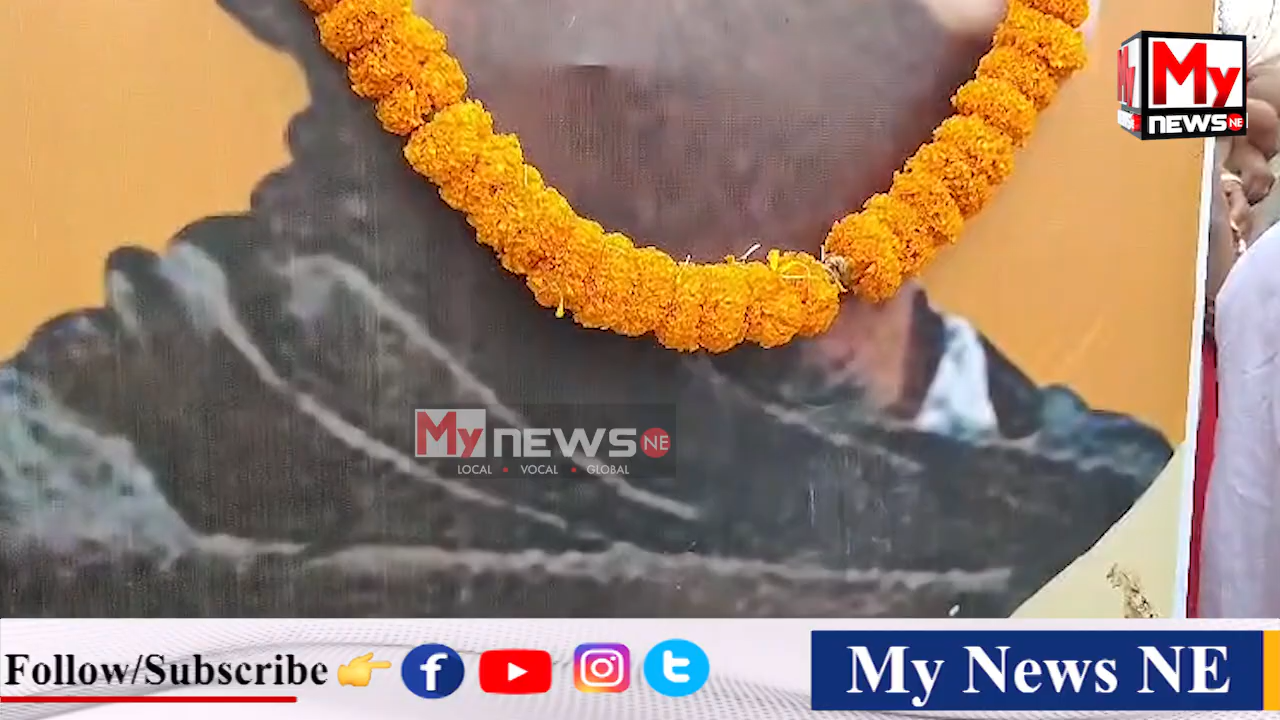 My
NEWS NE
My NEWS NE
LOCAL • VOCAL • GLOBAL
Follow/Subscribe
My News NE